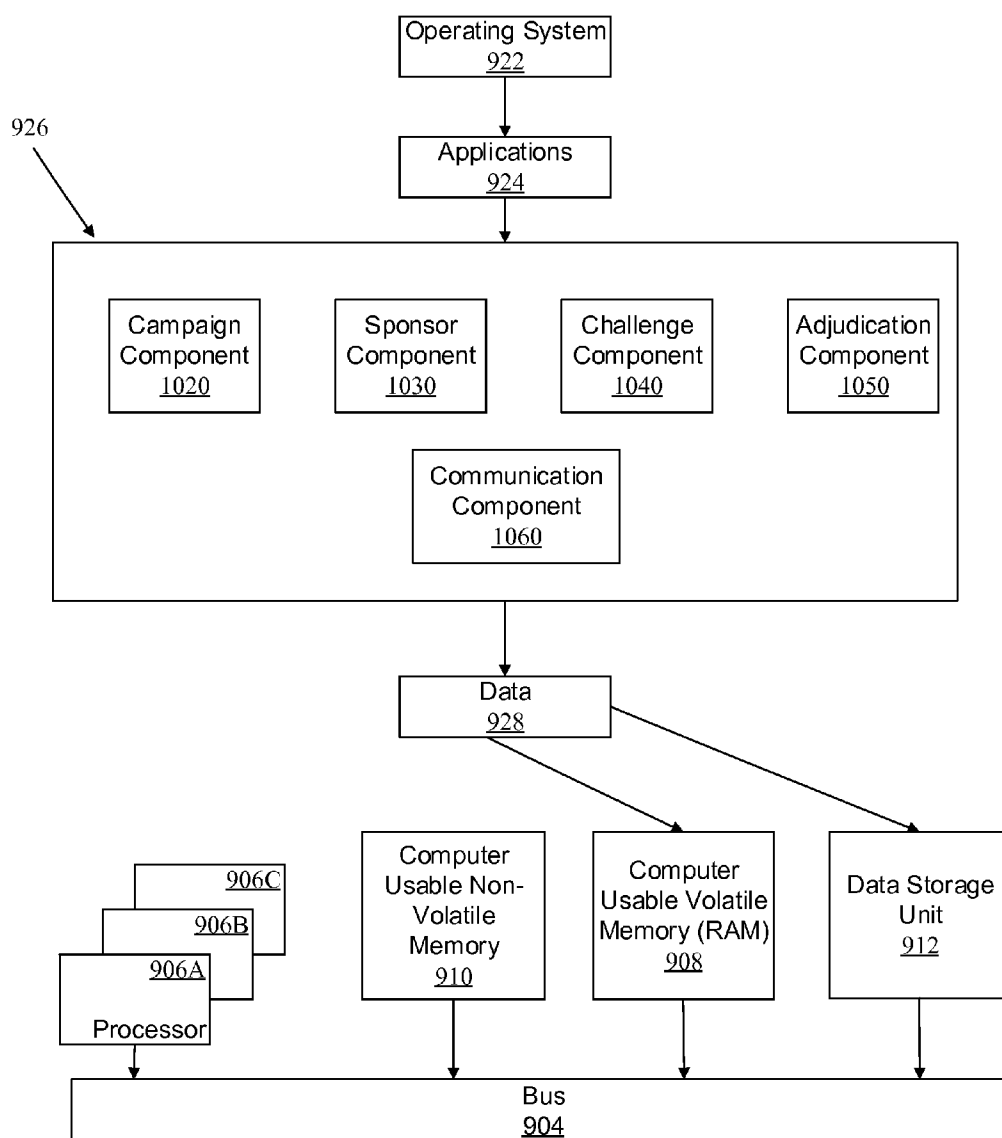 Operating System
922
926
Applications
924
Campaign
Component
1020
Sponsor
Component
1030
Challenge
Component
1040
Adjudication
Component
1050
Communication
Component
1060
Data
928
906C
906B
906A
Processor
Computer
Usable Non-
Volatile
Memory
910
Computer
Usable Volatile
Memory (RAM)
908
Data Storage
Unit
912
Bus
904